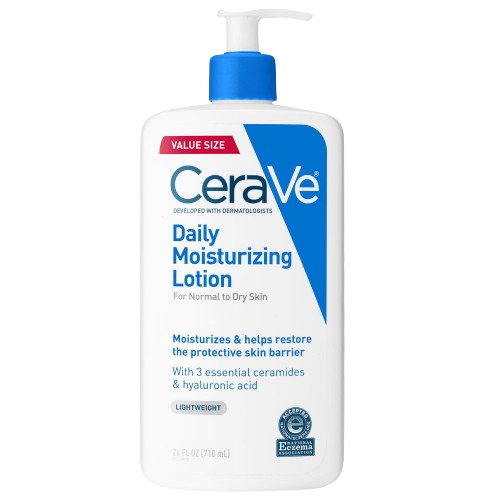 VALUE SIZE
CeraVe®
DEVELOPED WITH DERMATOLOGISTS
Daily
Moisturizing
Lotion
For Normal to Dry Skin
Moisturizes & helps restore
the protective skin barrier
With 3 essential ceramides
& hyaluronic acid
LIGHTWEIGHT
ACCEPTED
NATIONAL
Eczema
ASSOCIATION
24 FL OZ (710 mL)